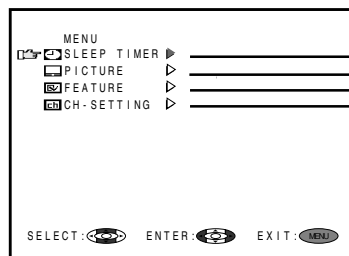 MENU
SLEEP TIMER
PICTURE
FEATURE
ch CH-SETTING
SELECT: ENTER: EXIT: MENU